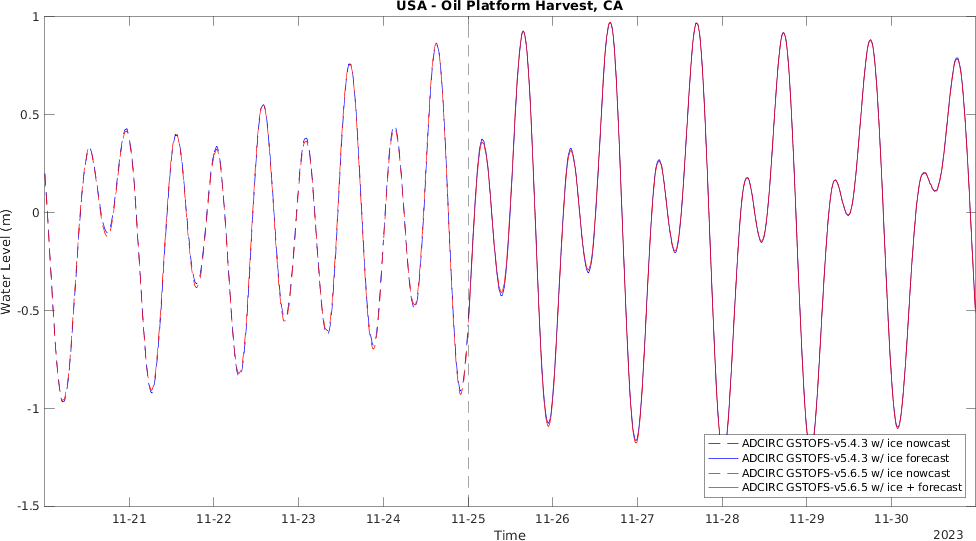 USA - Oil Platform Harvest, CA
1
0.5
0
-0.5
-1
-1.5
Water Level (m)
ADCIRC GSTOFS-v5.4.3 w/ ice nowcast
ADCIRC GSTOFS-v5.4.3 w/ ice forecast
ADCIRC GSTOFS-v5.6.5 w/ ice nowcast
ADCIRC GSTOFS-v5.6.5 w/ ice + forecast
11-21 11-22 11-23 11-24 11-25 11-26 11-27 11-28 11-29 11-30
Time
2023